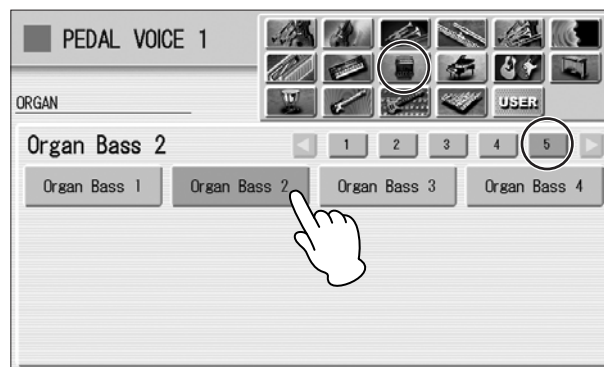 PEDAL VOICE 1
USER
ORGAN
Organ Bass 2
1 2 3 4 5
Organ Bass 1 Organ Bass 2 Organ Bass 3 Organ Bass 4